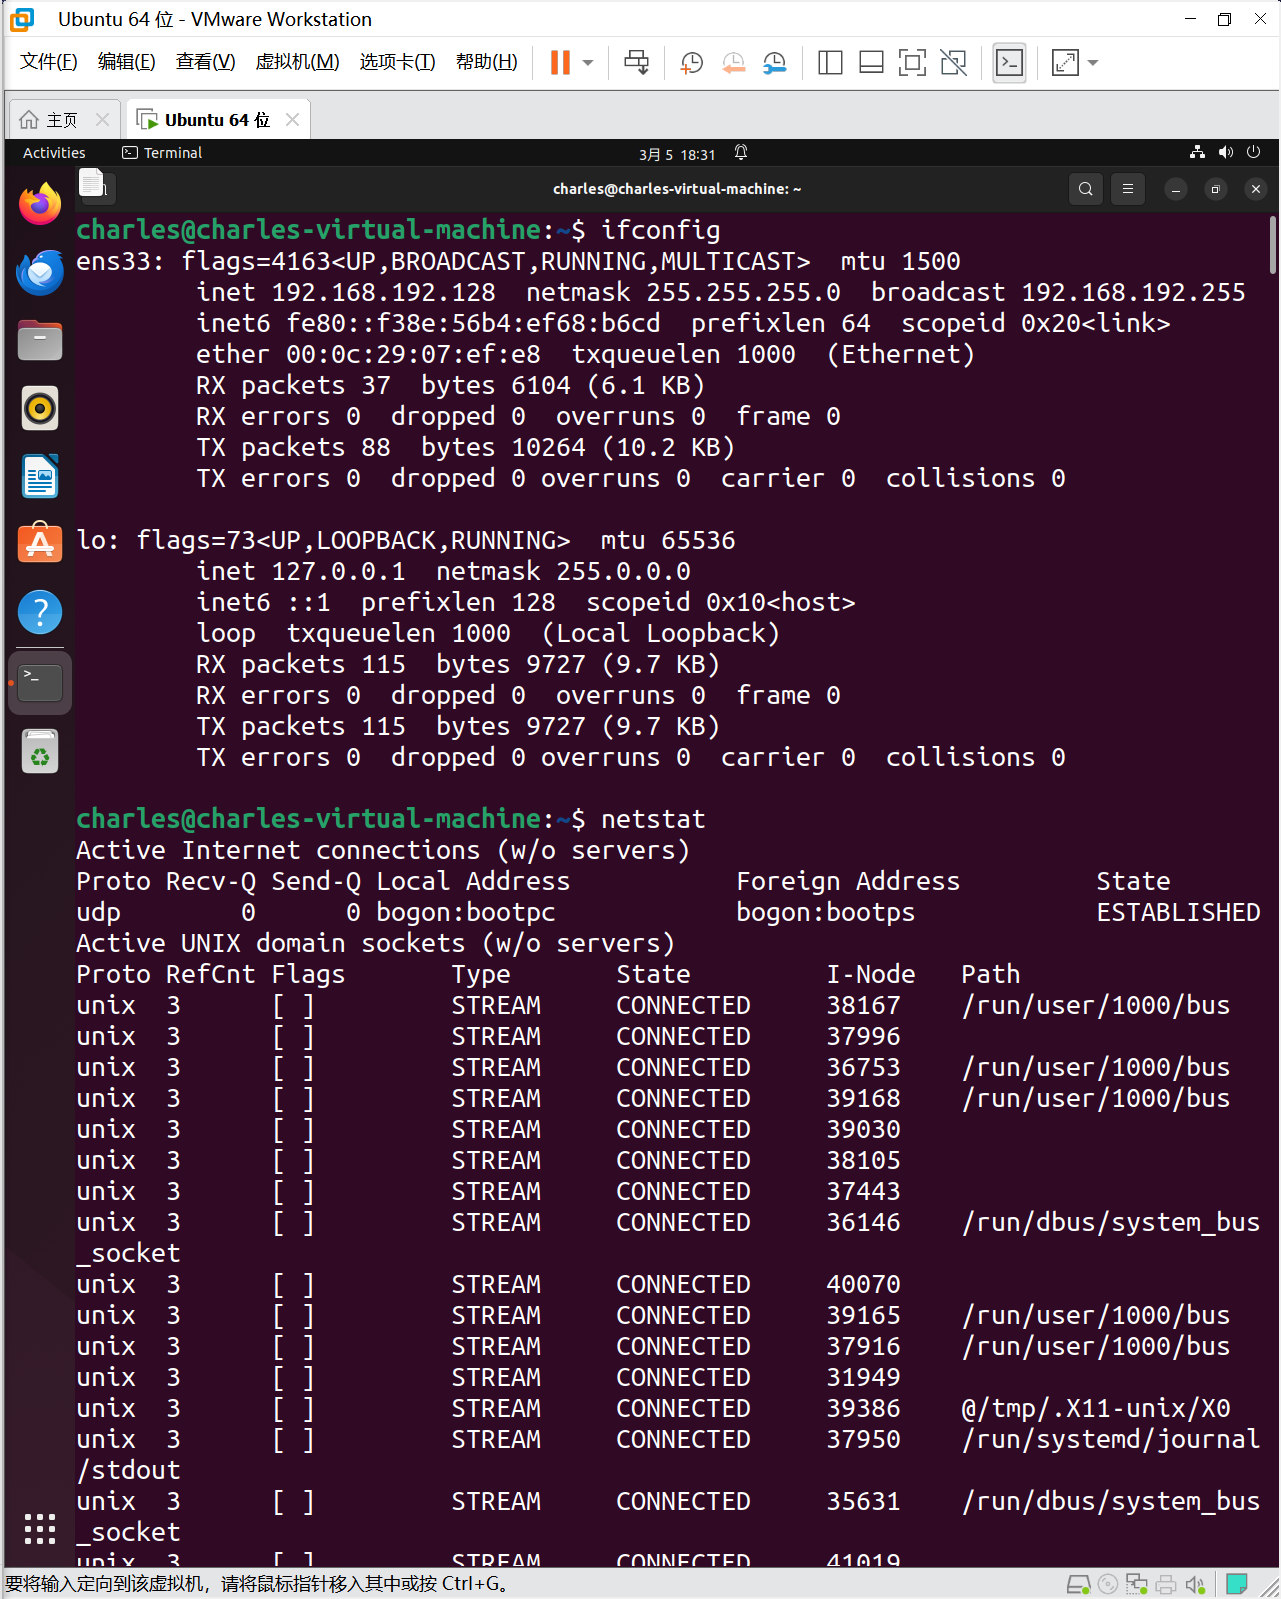 Ubuntu 64 位 - VMware Workstation
文件(F) 编辑(E) 查看(V) 虚拟机(M) 选项卡(T) 帮助(H)
主页 Ubuntu 64 位
Activities Terminal 3月 5 18:31
charles@charles-virtual-machine: ~
charles@charles-virtual-machine:~$ ifconfig
ens33: flags=4163<UP,BROADCAST,RUNNING,MULTICAST>  mtu 1500
        inet 192.168.192.128  netmask 255.255.255.0  broadcast 192.168.192.255
        inet6 fe80::f38e:56b4:ef68:b6cd  prefixlen 64  scopeid 0x20<link>
        ether 00:0c:29:07:ef:e8  txqueuelen 1000  (Ethernet)
        RX packets 37  bytes 6104 (6.1 KB)
        RX errors 0  dropped 0  overruns 0  frame 0
        TX packets 88  bytes 10264 (10.2 KB)
        TX errors 0  dropped 0 overruns 0  carrier 0  collisions 0
lo: flags=73<UP,LOOPBACK,RUNNING>  mtu 65536
        inet 127.0.0.1  netmask 255.0.0.0
        inet6 ::1  prefixlen 128  scopeid 0x10<host>
        loop  txqueuelen 1000  (Local Loopback)
        RX packets 115  bytes 9727 (9.7 KB)
        RX errors 0  dropped 0  overruns 0  frame 0
        TX packets 115  bytes 9727 (9.7 KB)
        TX errors 0  dropped 0 overruns 0  carrier 0  collisions 0
charles@charles-virtual-machine:~$ netstat
Active Internet connections (w/o servers)
Proto Recv-Q Send-Q Local Address           Foreign Address         State
udp        0      0 bogon:bootpc            bogon:bootps            ESTABLISHED
Active UNIX domain sockets (w/o servers)
Proto RefCnt Flags       Type       State         I-Node   Path
unix  3      [ ]         STREAM     CONNECTED     38167    /run/user/1000/bus
unix  3      [ ]         STREAM     CONNECTED     37996
unix  3      [ ]         STREAM     CONNECTED     36753    /run/user/1000/bus
unix  3      [ ]         STREAM     CONNECTED     39168    /run/user/1000/bus
unix  3      [ ]         STREAM     CONNECTED     39030
unix  3      [ ]         STREAM     CONNECTED     38105
unix  3      [ ]         STREAM     CONNECTED     37443
unix  3      [ ]         STREAM     CONNECTED     36146    /run/dbus/system_bus
_socket
unix  3      [ ]         STREAM     CONNECTED     40070
unix  3      [ ]         STREAM     CONNECTED     39165    /run/user/1000/bus
unix  3      [ ]         STREAM     CONNECTED     37916    /run/user/1000/bus
unix  3      [ ]         STREAM     CONNECTED     31949
unix  3      [ ]         STREAM     CONNECTED     39386    @/tmp/.X11-unix/X0
unix  3      [ ]         STREAM     CONNECTED     37950    /run/systemd/journal
/stdout
unix  3      [ ]         STREAM     CONNECTED     35631    /run/dbus/system_bus
_socket
unix  3      [ ]         STREAM     CONNECTED     41019
要将输入定向到该虚拟机，请将鼠标指针移入其中或按 Ctrl+G。